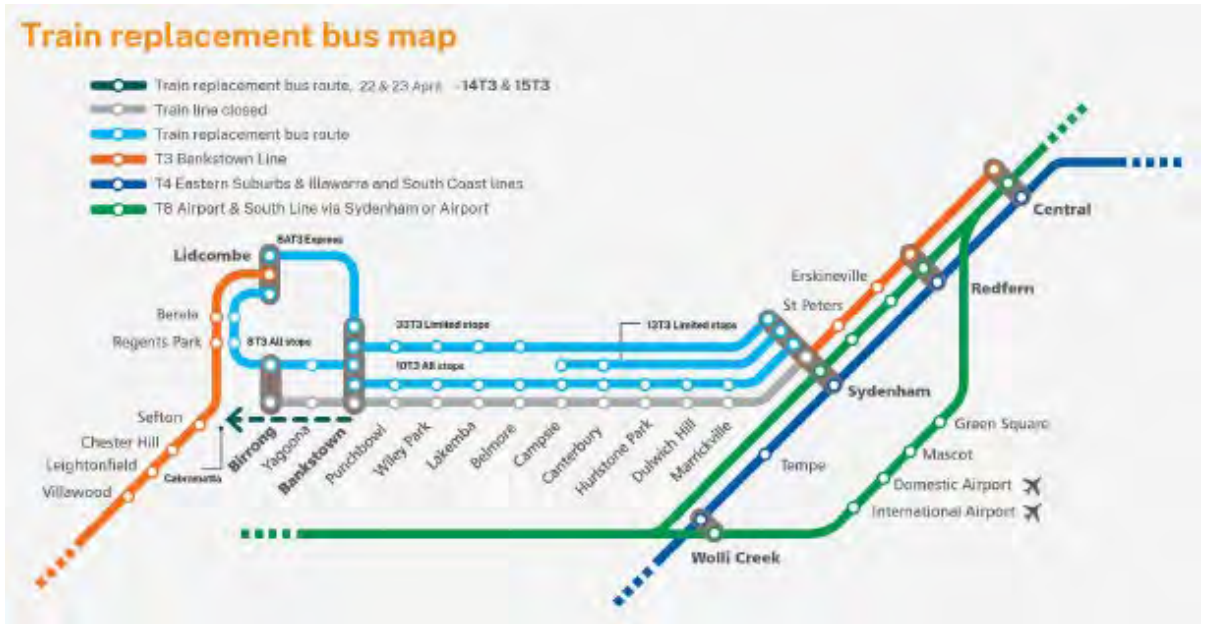 Train replacement bus map
Train replacement bus route, 22 & 23 April - 14T3 & 15T3
Train line closed
Train replacement bus route
T3 Bankstown Line
T4 Eastern Suburbs & Illawarra and South Coast lines
T8 Airport & South Line via Sydenham or Airport
Central
Lidcombe
Erskineville
Redfern
St Peters
Berala
Regents Park
8T3 All stops
33T3 Limited stops
13T3 Limited stops
10T3 All stops
Sydenham
Sefton
Chester Hill
Leightonfield
Villawood
Cabramatta
Birrong
Yagoona
Bankstown
Punchbowl
Wiley Park
Lakemba
Belmore
Campsie
Canterbury
Hurlstone Park
Dulwich Hill
Marrickville
Tempe
Green Square
Mascot
Domestic Airport
International Airport
Wolli Creek